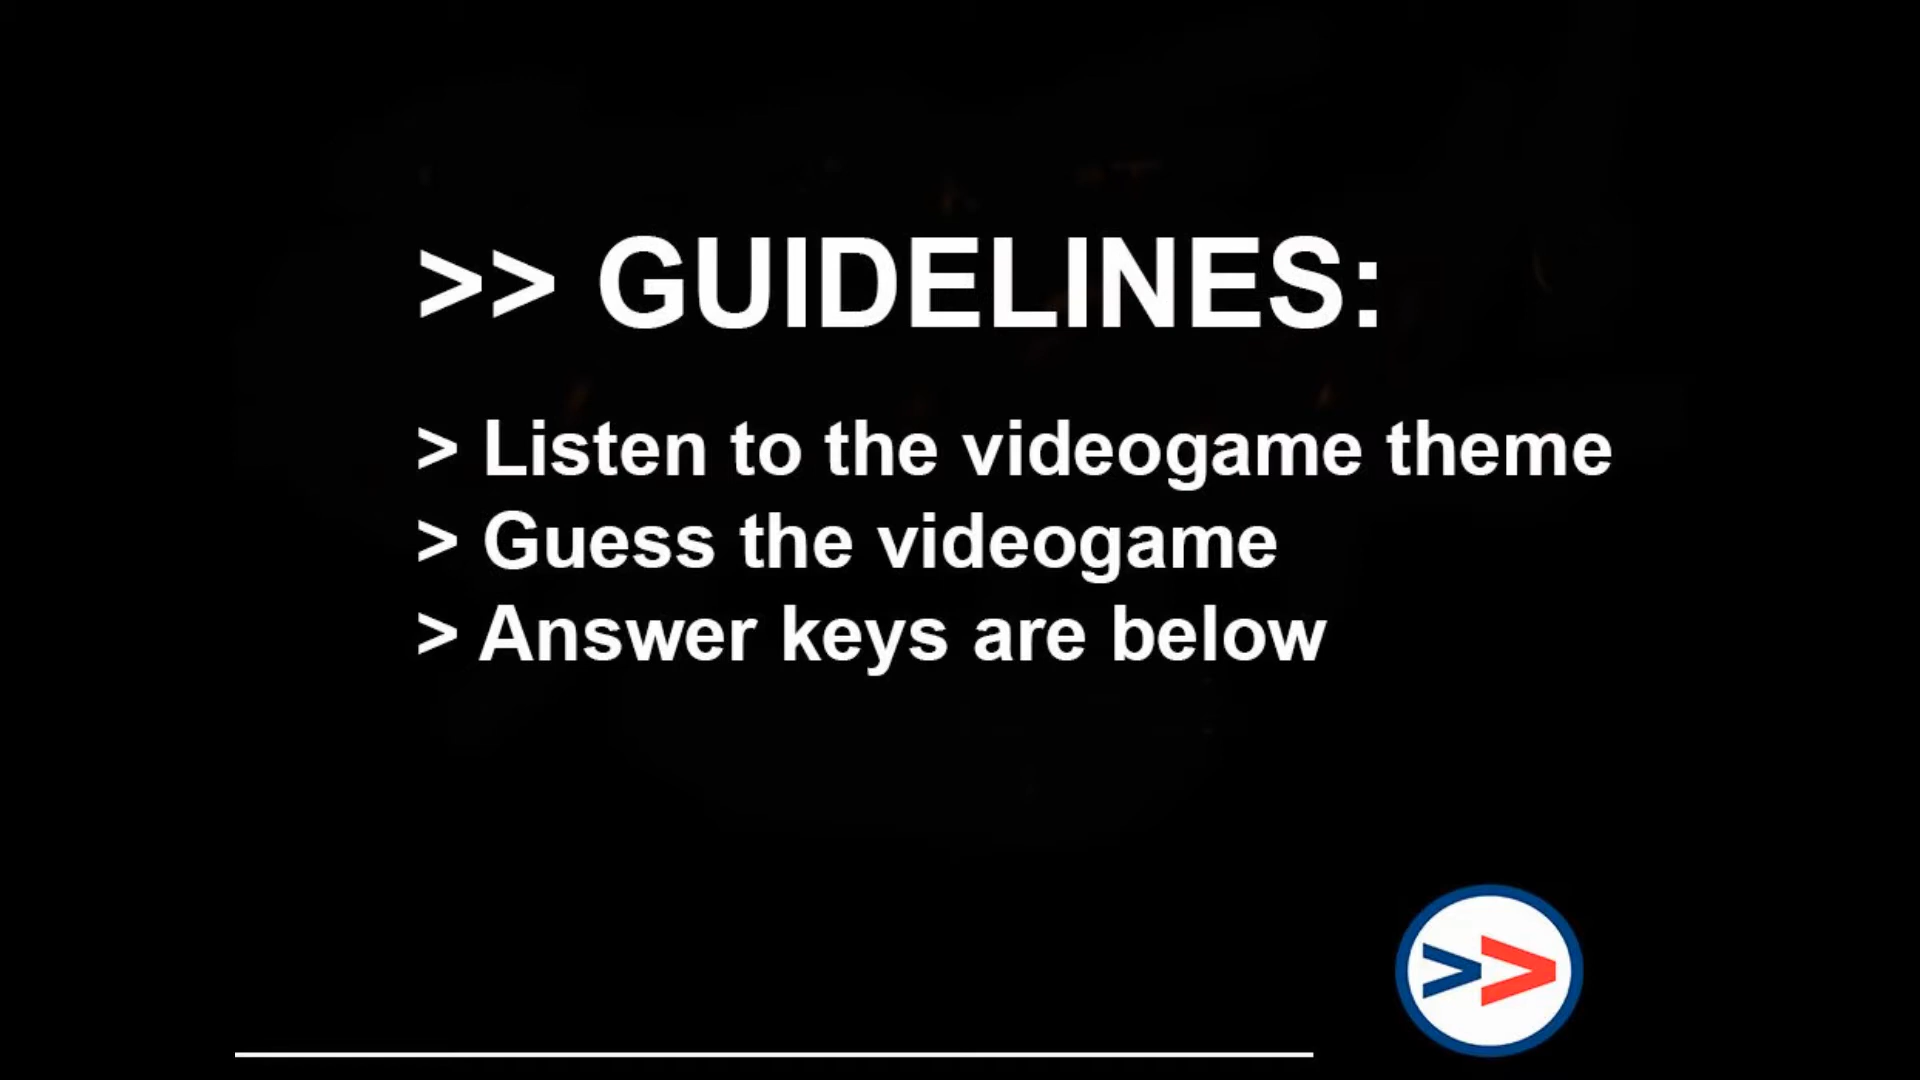 >> GUIDELINES:
> Listen to the videogame theme
> Guess the videogame
> Answer keys are below